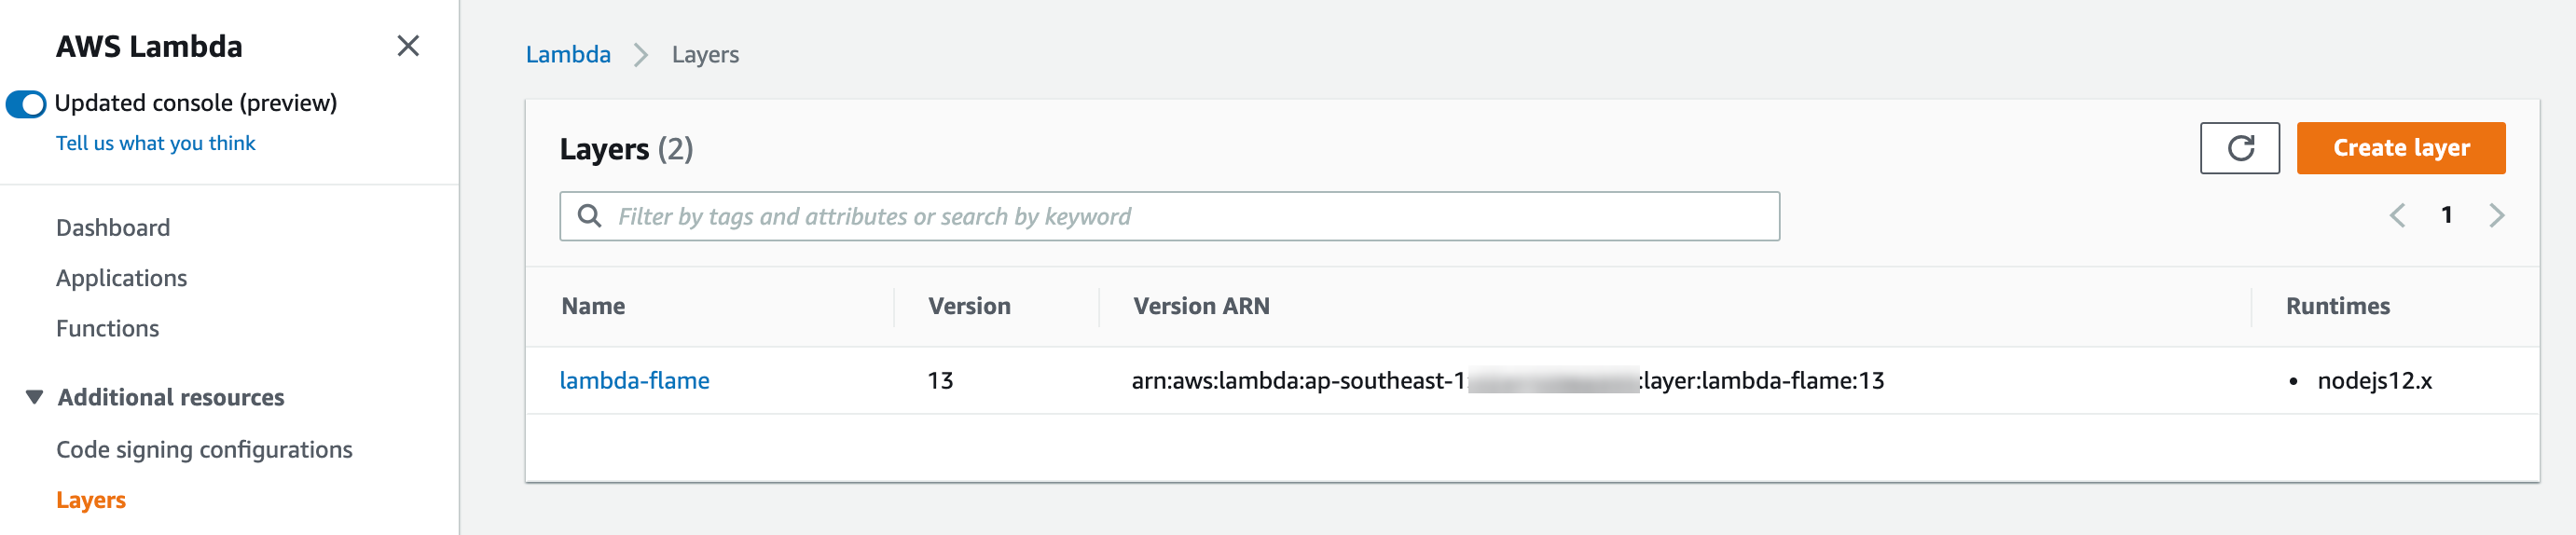 AWS Lambda
Updated console (preview)
Tell us what you think
Dashboard
Applications
Functions
Additional resources
Code signing configurations
Layers
Lambda > Layers
Layers (2)
Create layer
Filter by tags and attributes or search by keyword
1
Name Version Version ARN Runtimes
lambda-flame 13 arn:aws:lambda:ap-southeast-1 :layer:lambda-flame:13 • nodejs12.x